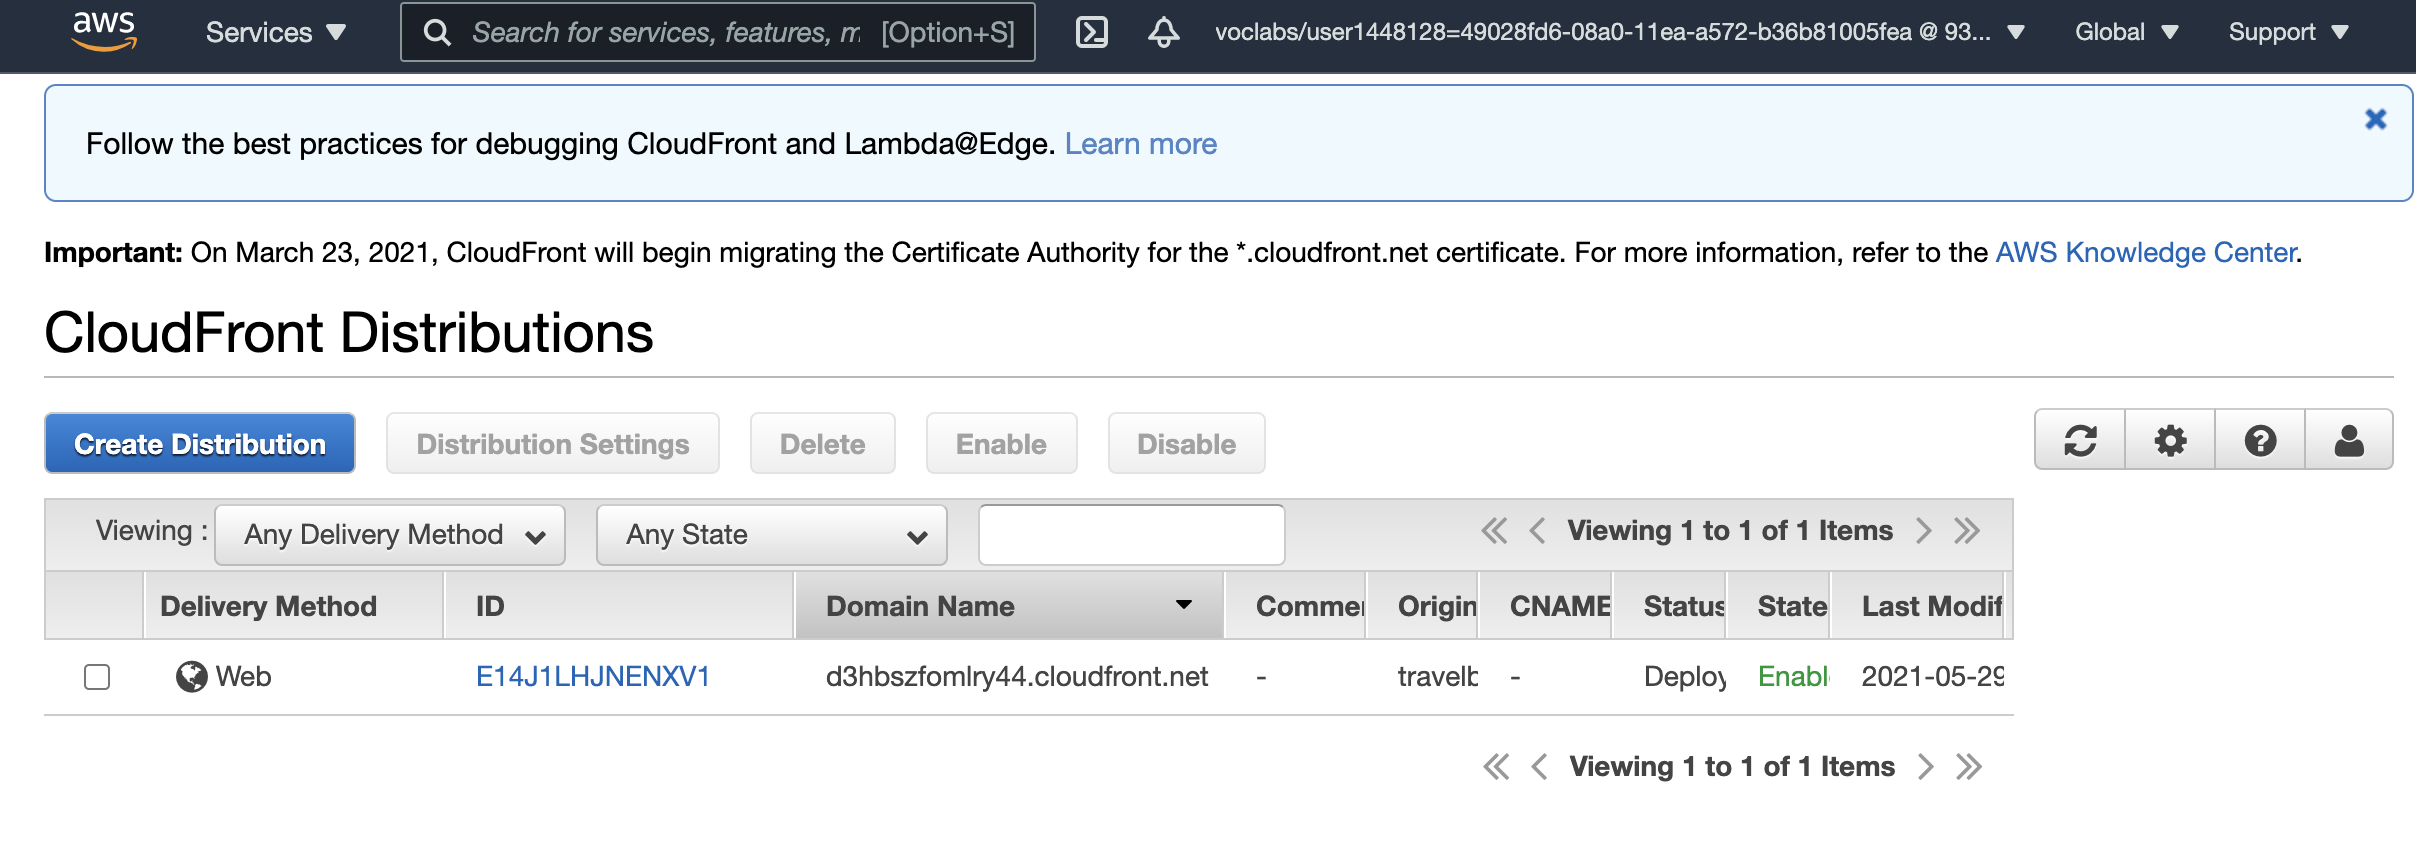 aws Services Search for services, features, m [Option+S] voclabs/user1448128=49028fd6-08a0-11ea-a572-b36b81005fea @ 93... Global Support
Follow the best practices for debugging CloudFront and Lambda@Edge. Learn more
Important: On March 23, 2021, CloudFront will begin migrating the Certificate Authority for the *.cloudfront.net certificate. For more information, refer to the AWS Knowledge Center.
CloudFront Distributions
Create Distribution Distribution Settings Delete Enable Disable
Viewing : Any Delivery Method Any State Viewing 1 to 1 of 1 Items
Delivery Method ID Domain Name Commen Origin CNAME Status State Last Modif
Web E14J1LHJNENXV1 d3hbszfomlry44.cloudfront.net - travelb - Deploy Enabl 2021-05-29
Viewing 1 to 1 of 1 Items